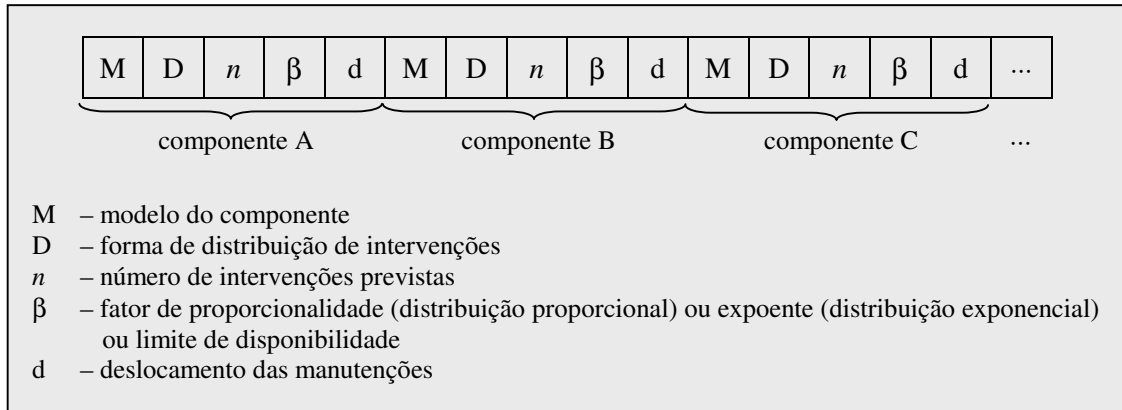 M D n β d M D n β d M D n β d ...
componente A componente B componente C ...
M – modelo do componente
D – forma de distribuição de intervenções
n – número de intervenções previstas
β – fator de proporcionalidade (distribuição proporcional) ou expoente (distribuição exponencial)
ou limite de disponibilidade
d – deslocamento das manutenções